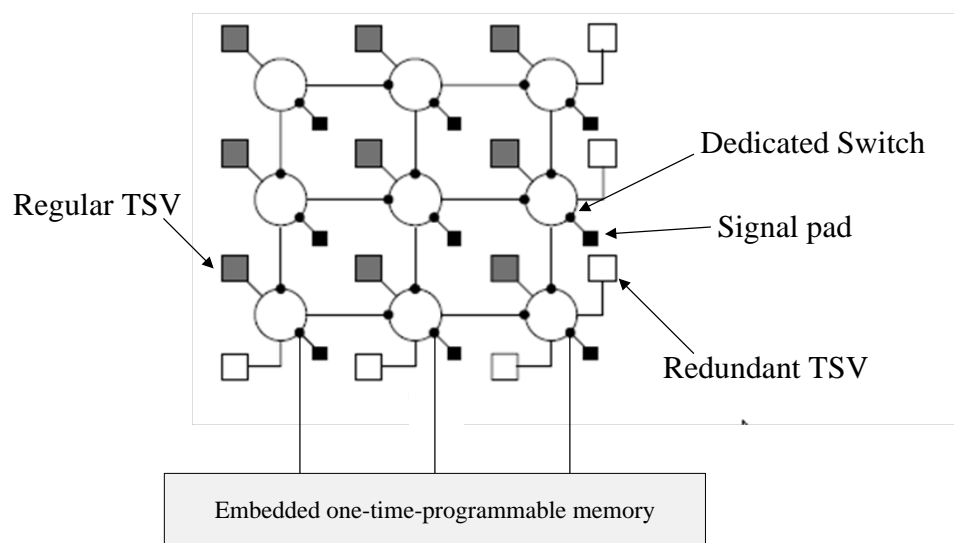 Dedicated Switch
Regular TSV
Signal pad
Redundant TSV
Embedded one-time-programmable memory